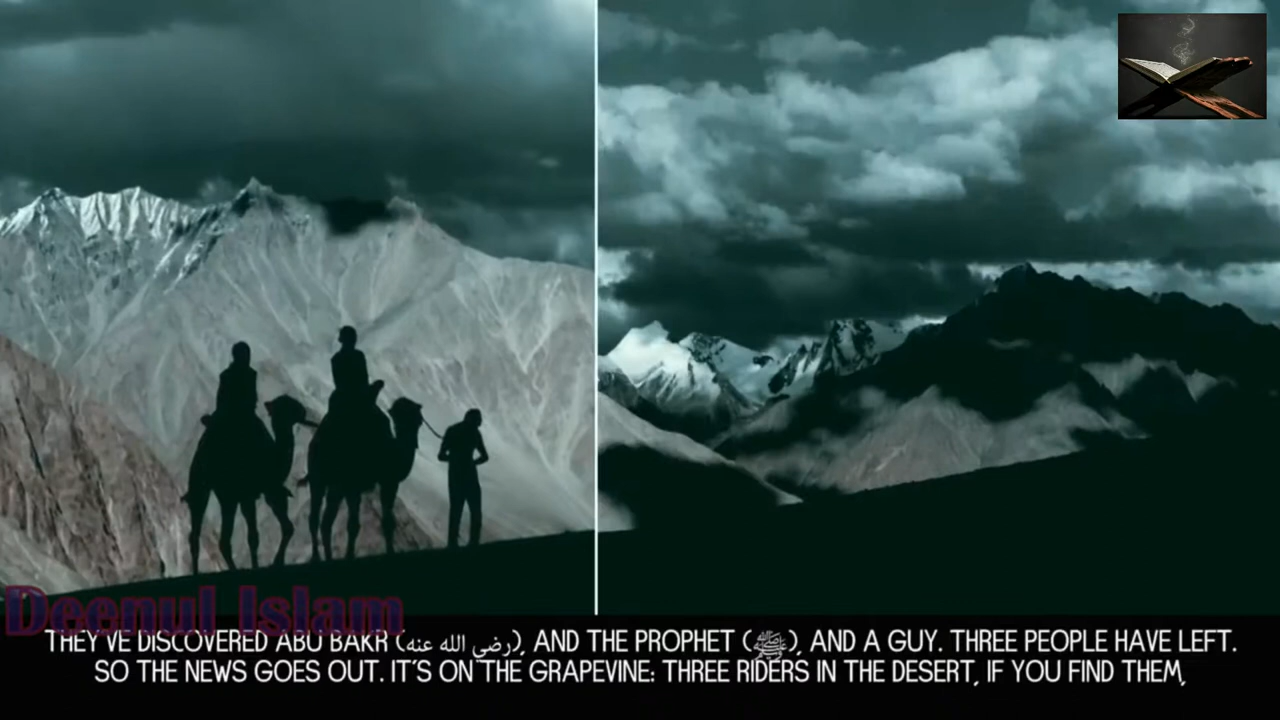 Deenul Islam
THEY'VE DISCOVERED ABU BAKR (رضي الله عنه), AND THE PROPHET (ﷺ), AND A GUY. THREE PEOPLE HAVE LEFT.
SO THE NEWS GOES OUT. IT'S ON THE GRAPEVINE: THREE RIDERS IN THE DESERT, IF YOU FIND THEM,